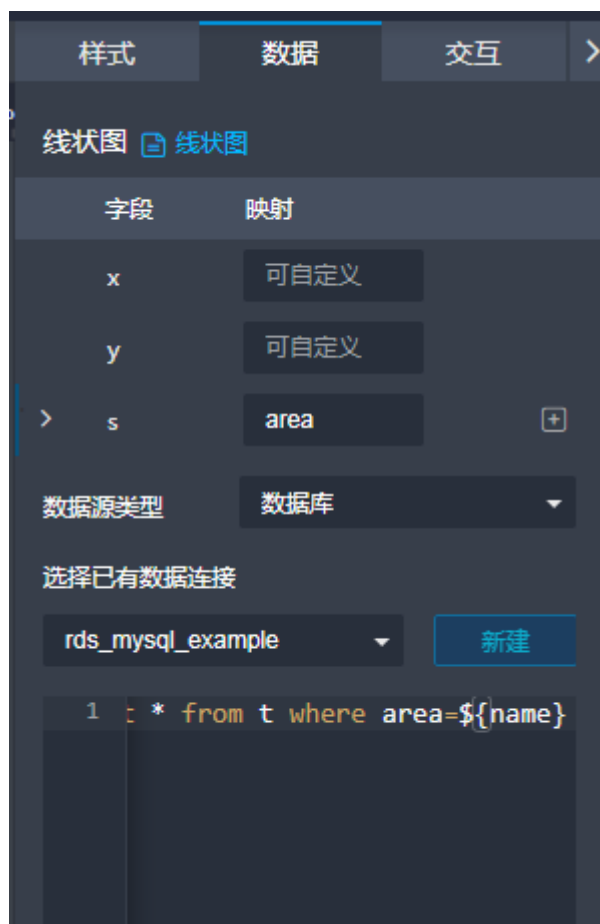 样式 数据 交互
线状图 线状图
字段 映射
x 可自定义
y 可自定义
s area
数据源类型 数据库
选择已有数据连接
rds_mysql_example 新建
1 t * from t where area=${name}